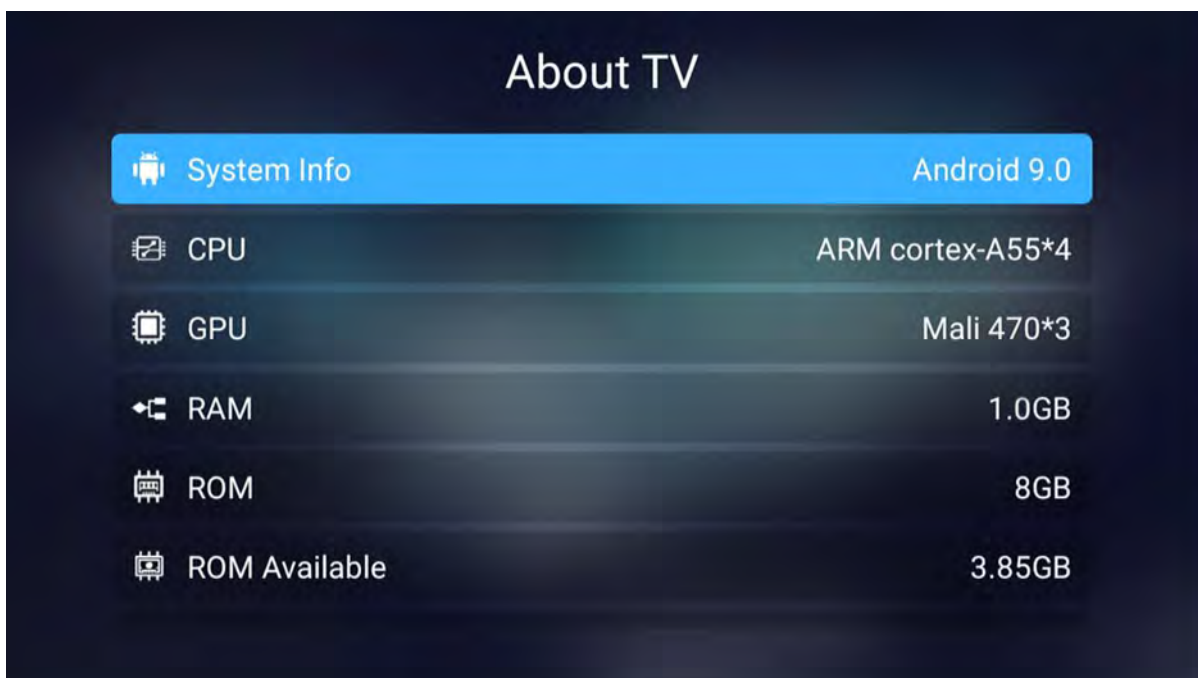 About TV
System Info Android 9.0
CPU ARM cortex-A55*4
GPU Mali 470*3
RAM 1.0GB
ROM 8GB
ROM Available 3.85GB